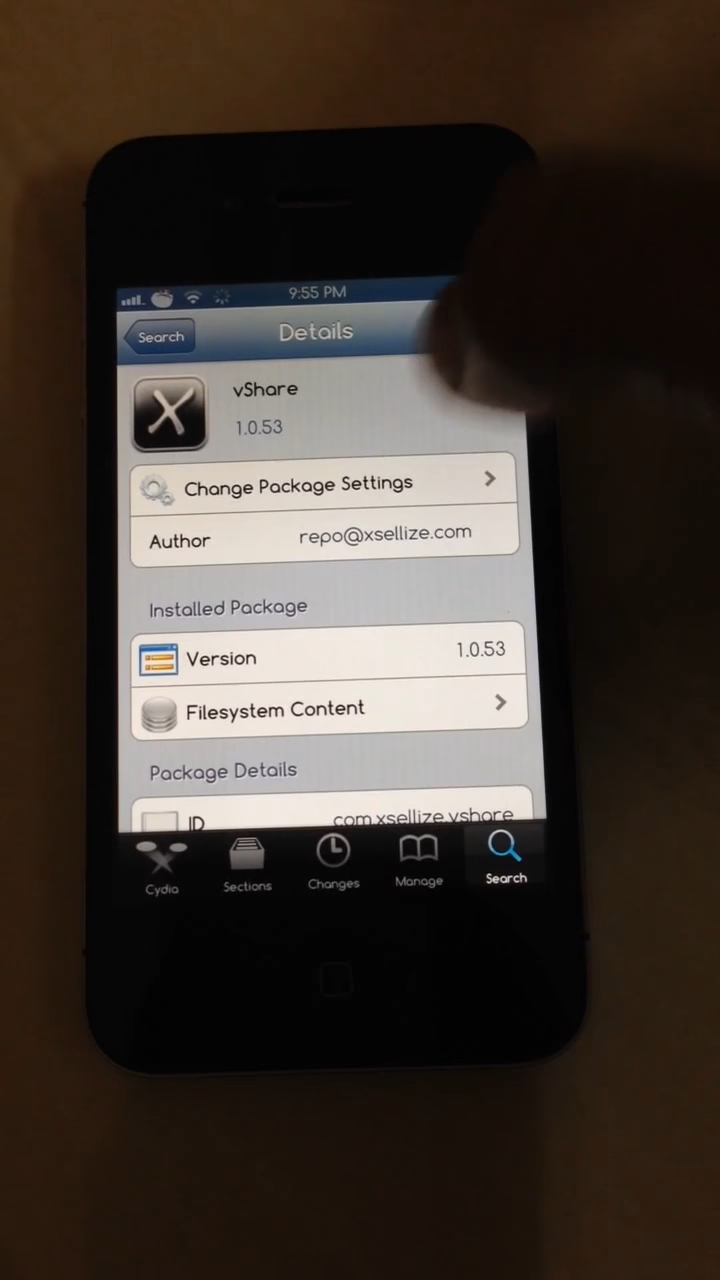 9:55 PM
Search
Details
vShare
1.0.53
Change Package Settings
Author repo@xsellize.com
Installed Package
Version 1.0.53
Filesystem Content
Package Details
ID com.xsellize.vshare
Cydia Sections Changes Manage Search